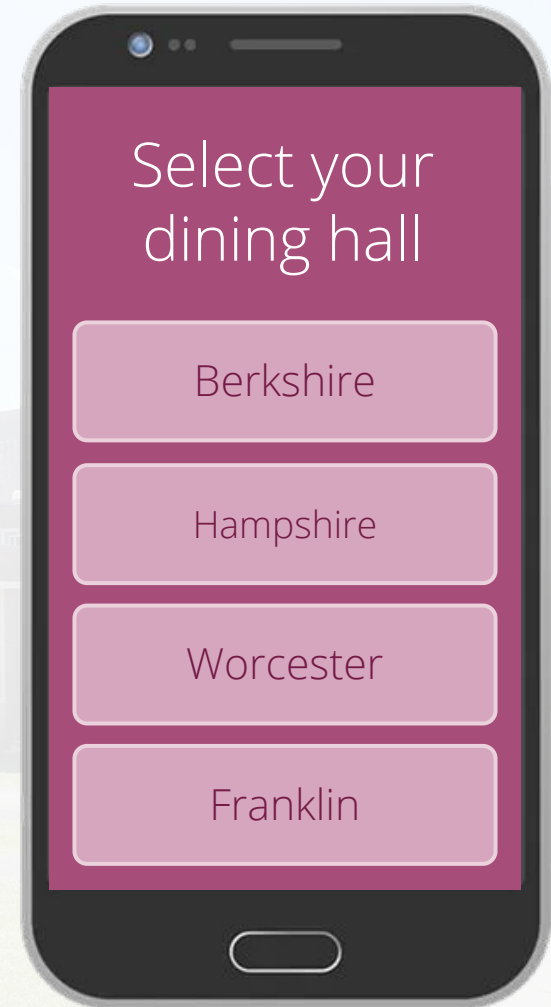 Select your
dining hall
Berkshire
Hampshire
Worcester
Franklin